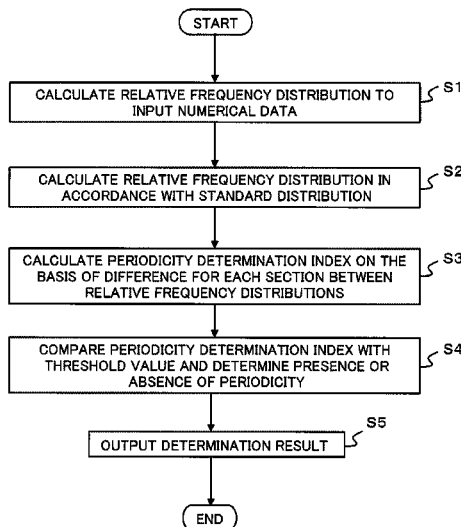 START
S1
CALCULATE RELATIVE FREQUENCY DISTRIBUTION TO
INPUT NUMERICAL DATA
S2
CALCULATE RELATIVE FREQUENCY DISTRIBUTION IN
ACCORDANCE WITH STANDARD DISTRIBUTION
S3
CALCULATE PERIODICITY DETERMINATION INDEX ON THE
BASIS OF DIFFERENCE FOR EACH SECTION BETWEEN
RELATIVE FREQUENCY DISTRIBUTIONS
S4
COMPARE PERIODICITY DETERMINATION INDEX WITH
THRESHOLD VALUE AND DETERMINE PRESENCE OR
ABSENCE OF PERIODICITY
S5
OUTPUT DETERMINATION RESULT
END